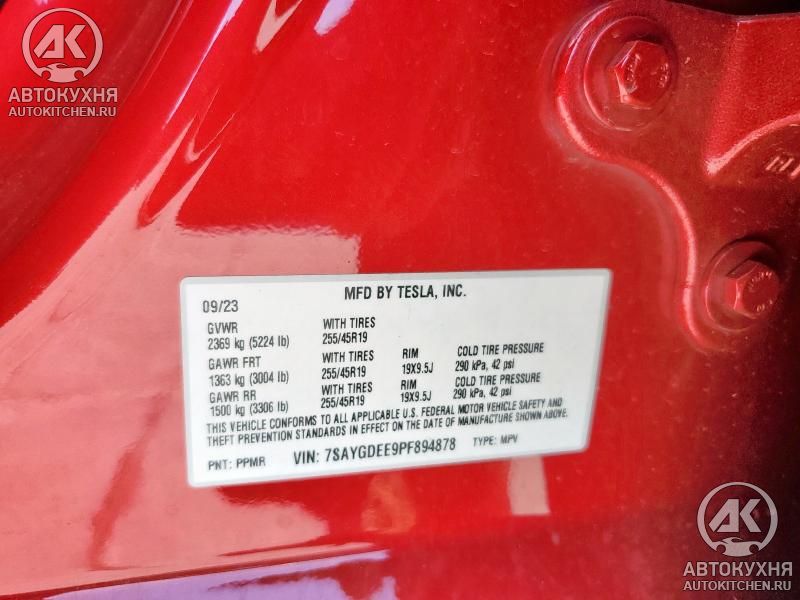 АК
АВТОКУХНЯ
AUTOKITCHEN.RU
09/23 MFD BY TESLA, INC.
GVWR WITH TIRES
2369 kg (5224 lb) 255/45R19
GAWR FRT WITH TIRES RIM COLD TIRE PRESSURE
1363 kg (3004 lb) 255/45R19 19X9.5J 290 kPa, 42 psi
GAWR RR WITH TIRES RIM COLD TIRE PRESSURE
1500 kg (3306 lb) 255/45R19 19X9.5J 290 kPa, 42 psi
THIS VEHICLE CONFORMS TO ALL APPLICABLE U.S. FEDERAL MOTOR VEHICLE SAFETY AND
THEFT PREVENTION STANDARDS IN EFFECT ON THE DATE OF MANUFACTURE SHOWN ABOVE.
PNT: PPMR VIN: 7SAYGDEE9PF894878 TYPE: MPV
АК
АВТОКУХНЯ
AUTOKITCHEN.RU